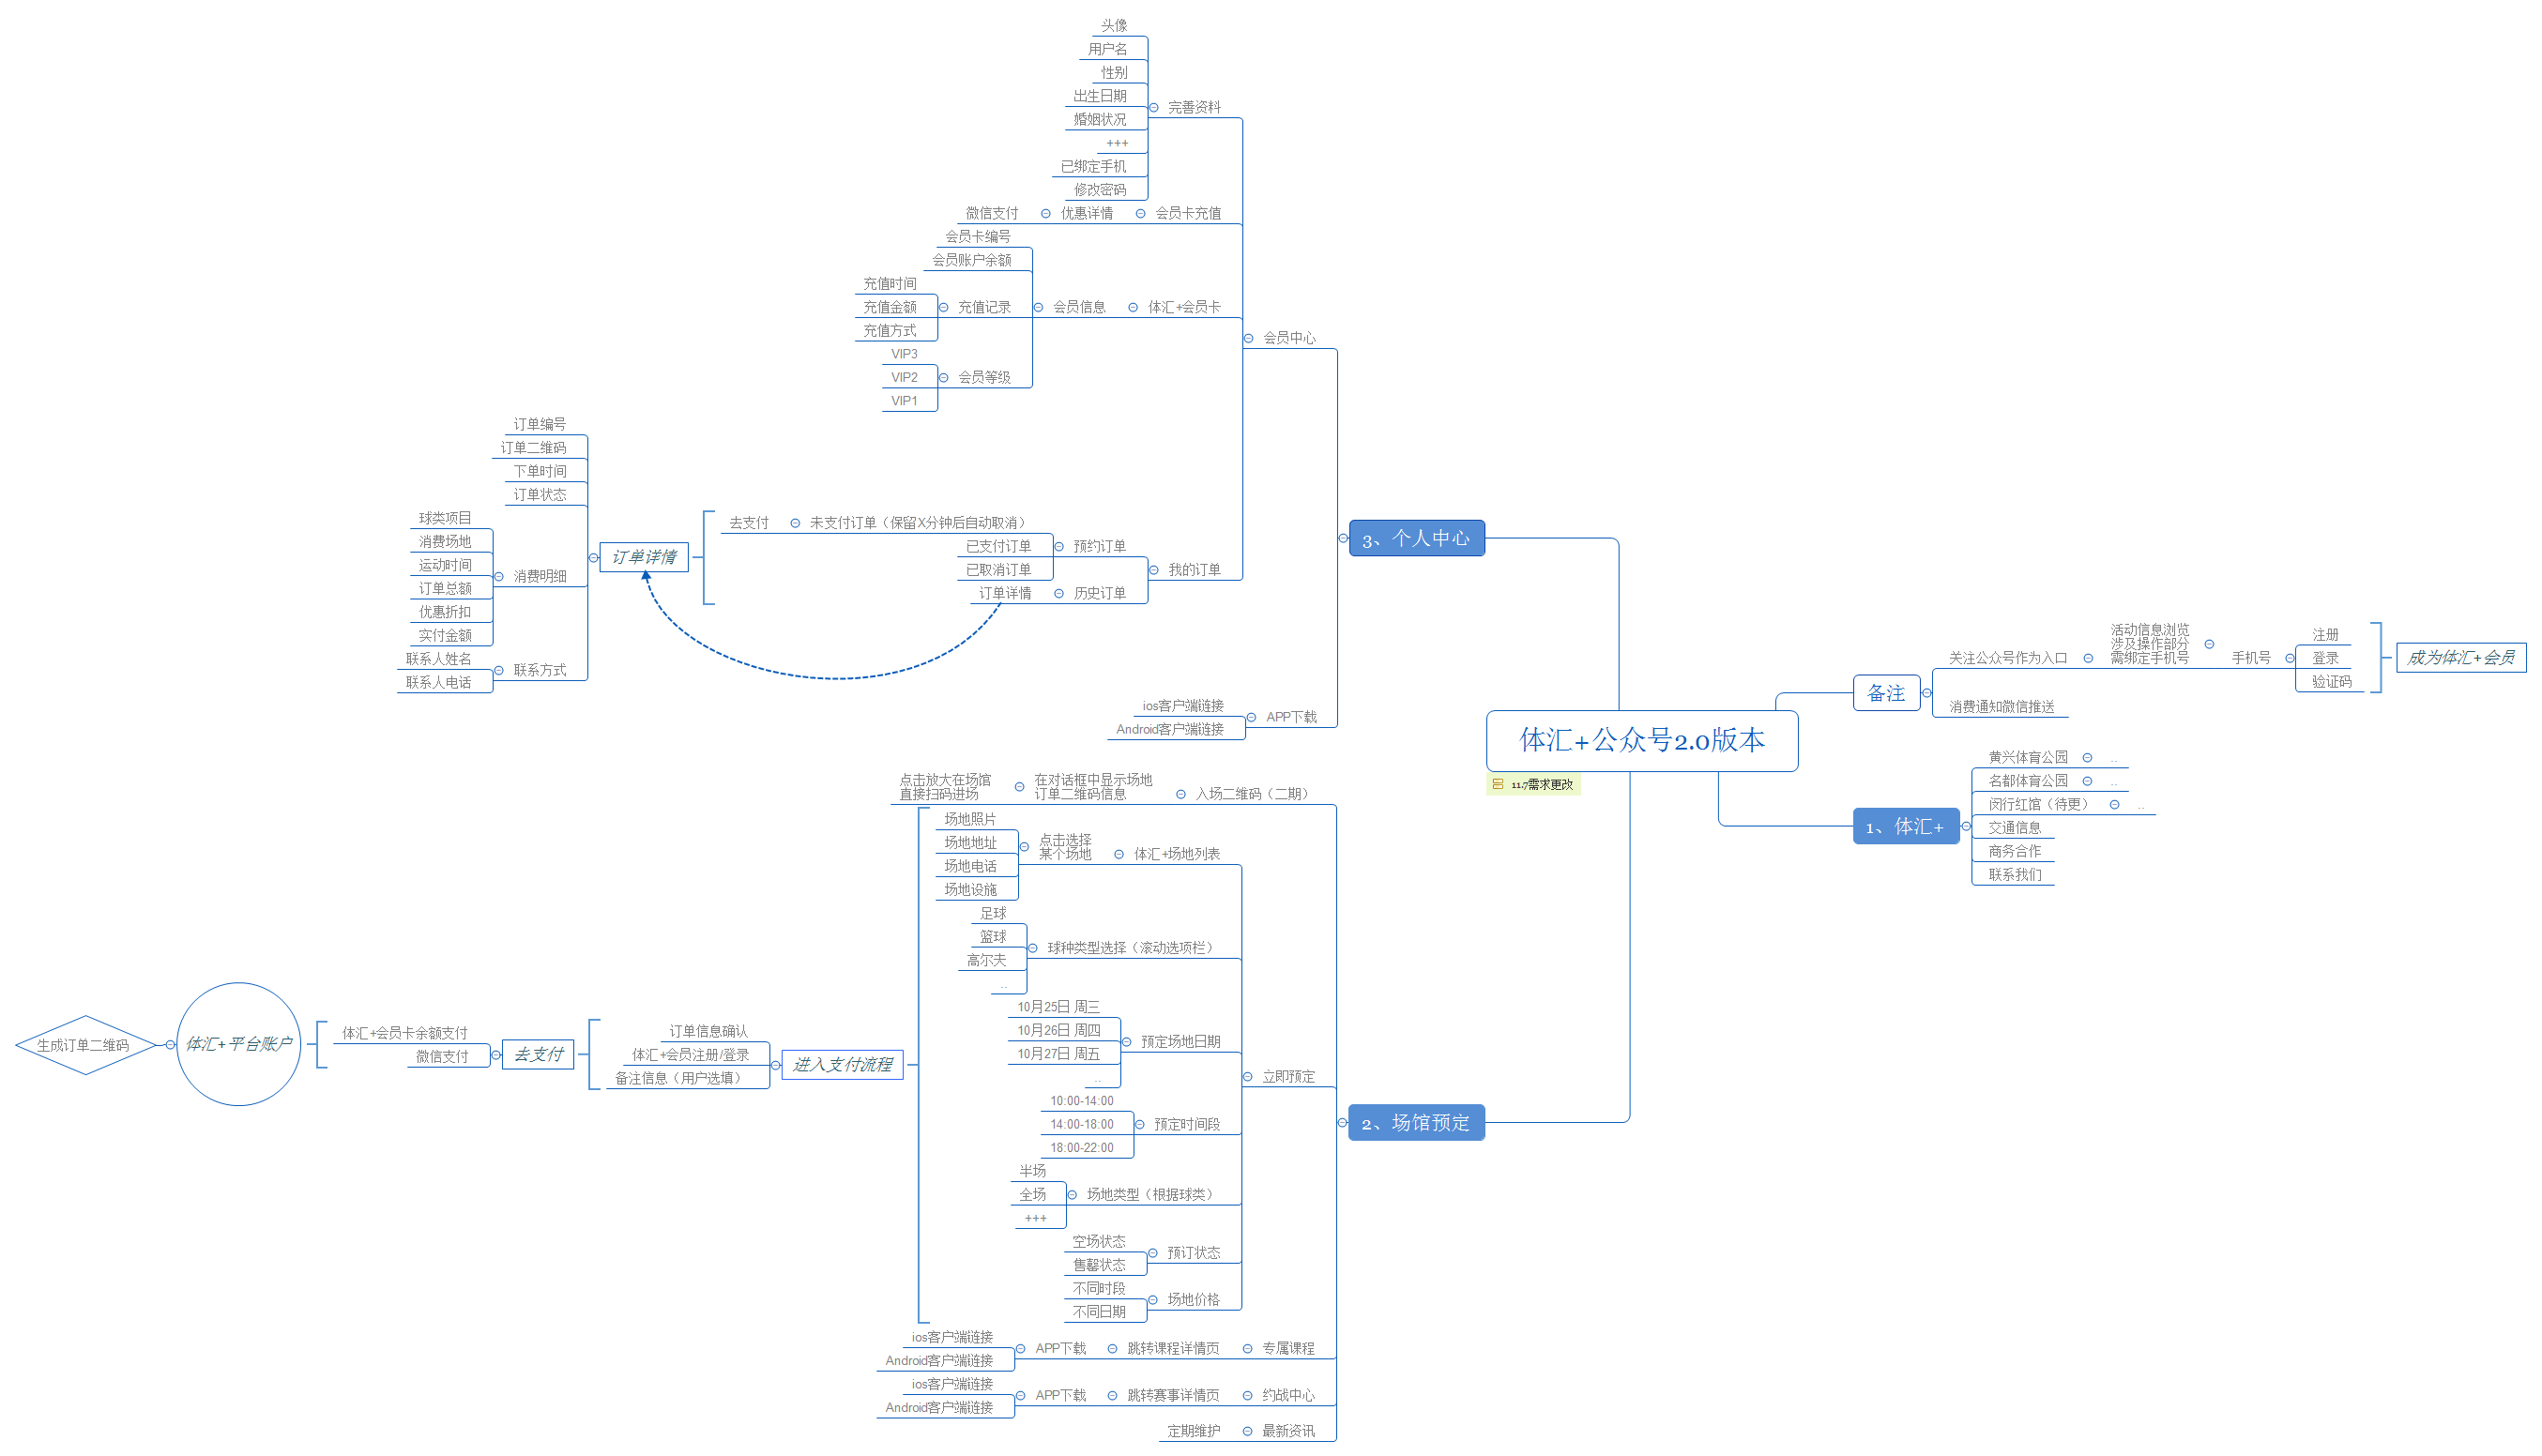 体汇+公众号2.0版本
11.7需求更改
备注
关注公众号作为入口
活动信息浏览
涉及操作部分
需绑定手机号
手机号
注册
登录
验证码
成为体汇+会员
消费通知微信推送
1、体汇+
黄兴体育公园
..
名都体育公园
..
闵行红馆（待更）
..
交通信息
商务合作
联系我们
2、场馆预定
入场二维码（二期）
在对话框中显示场地
订单二维码信息
点击放大在场馆
直接扫码进场
立即预定
体汇+场地列表
点击选择
某个场地
场地照片
场地地址
场地电话
场地设施
球种类型选择（滚动选项栏）
足球
篮球
高尔夫
..
预定场地日期
10月25日 周三
10月26日 周四
10月27日 周五
..
预定时间段
10:00-14:00
14:00-18:00
18:00-22:00
场地类型（根据球类）
半场
全场
+++
预订状态
空场状态
售罄状态
场地价格
不同时段
不同日期
进入支付流程
订单信息确认
体汇+会员注册/登录
备注信息（用户选填）
去支付
体汇+会员卡余额支付
微信支付
体汇+平台账户
生成订单二维码
专属课程
跳转课程详情页
APP下载
ios客户端链接
Android客户端链接
约战中心
跳转赛事详情页
APP下载
ios客户端链接
Android客户端链接
最新资讯
定期维护
3、个人中心
会员中心
完善资料
头像
用户名
性别
出生日期
婚姻状况
+++
已绑定手机
修改密码
会员卡充值
优惠详情
微信支付
体汇+会员卡
会员信息
会员卡编号
会员账户余额
充值记录
充值时间
充值金额
充值方式
会员等级
VIP3
VIP2
VIP1
我的订单
预约订单
未支付订单（保留X分钟后自动取消）
去支付
已支付订单
已取消订单
历史订单
订单详情
订单详情
订单编号
订单二维码
下单时间
订单状态
消费明细
球类项目
消费场地
运动时间
订单总额
优惠折扣
实付金额
联系方式
联系人姓名
联系人电话
APP下载
ios客户端链接
Android客户端链接